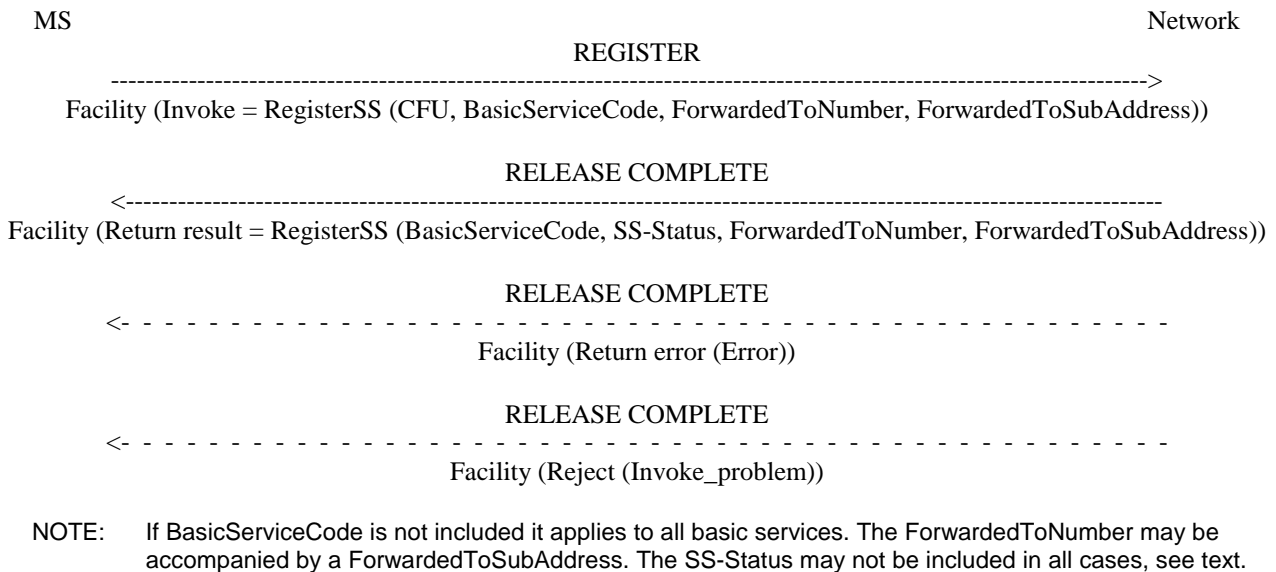 MS Network
REGISTER
------------------------------------------------------------------------------------------------------------------------>
Facility (Invoke = RegisterSS (CFU, BasicServiceCode, ForwardedToNumber, ForwardedToSubAddress))
RELEASE COMPLETE
<------------------------------------------------------------------------------------------------------------------------
Facility (Return result = RegisterSS (BasicServiceCode, SS-Status, ForwardedToNumber, ForwardedToSubAddress))
RELEASE COMPLETE
<- - - - - - - - - - - - - - - - - - - - - - - - - - - - - - - - - - - - - - - - - - - - - - - - -
Facility (Return error (Error))
RELEASE COMPLETE
<- - - - - - - - - - - - - - - - - - - - - - - - - - - - - - - - - - - - - - - - - - - - - - - - -
Facility (Reject (Invoke_problem))
NOTE: If BasicServiceCode is not included it applies to all basic services. The ForwardedToNumber may be
accompanied by a ForwardedToSubAddress. The SS-Status may not be included in all cases, see text.